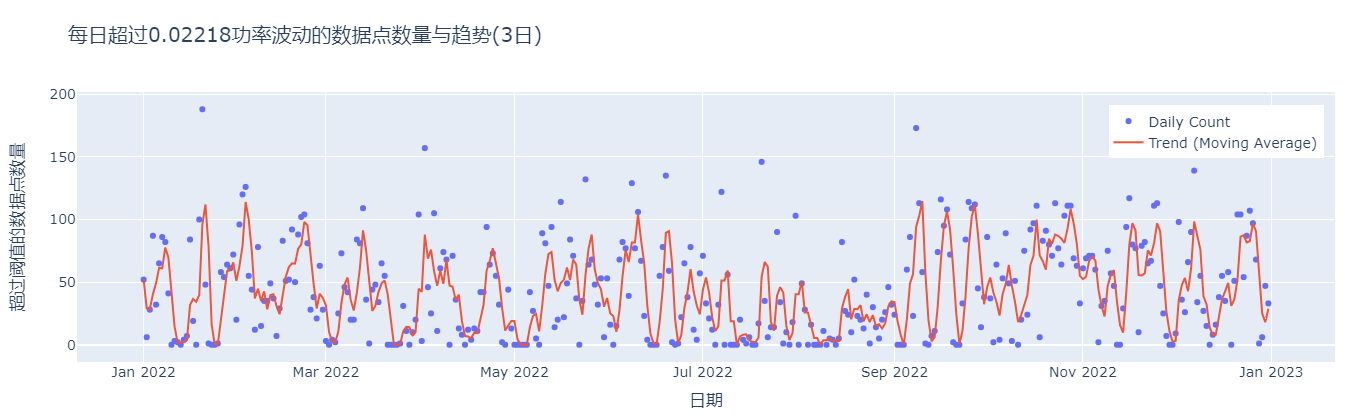 每日超过0.02218功率波动的数据点数量与趋势(3日)
超过阈值的数据点数量
200
150
100
50
0
Daily Count
Trend (Moving Average)
Jan 2022
Mar 2022
May 2022
Jul 2022
Sep 2022
Nov 2022
Jan 2023
日期